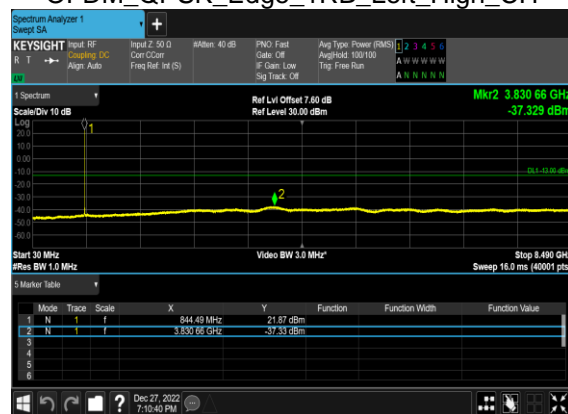 Spectrum Analyzer 1
Swept SA
+
KEYSIGHT
R T
LW
Input: RF
Coupling: DC
Align: Auto
Input Z: 50 Ω
Corr CCorr
Freq Ref: Int (S)
#Atten: 40 dB
PNO: Fast
Gate: Off
IF Gain: Low
Sig Track: Off
Avg Type: Power (RMS)
Avg|Hold: 100/100
Trig: Free Run
1 2 3 4 5 6
A W W W W W
A N N N N N
1 Spectrum
Scale/Div 10 dB
Ref Lvl Offset 7.60 dB
Ref Level 30.00 dBm
Mkr2 3.830 66 GHz
-37.329 dBm
Log
20.0
10.0
0.00
-10.0
-20.0
-30.0
-40.0
-50.0
-60.0
1
2
DL1 -13.00 dBm
Start 30 MHz
#Res BW 1.0 MHz
Video BW 3.0 MHz*
Stop 8.490 GH
Sweep 16.0 ms (40001 pts
5 Marker Table
Mode Trace Scale X Y Function Function Width Function Value
1 N 1 f 844.49 MHz 21.87 dBm
2 N 1 f 3.830 66 GHz -37.33 dBm
3
4
5
6
?
Dec 27, 2022
7:10:40 PM